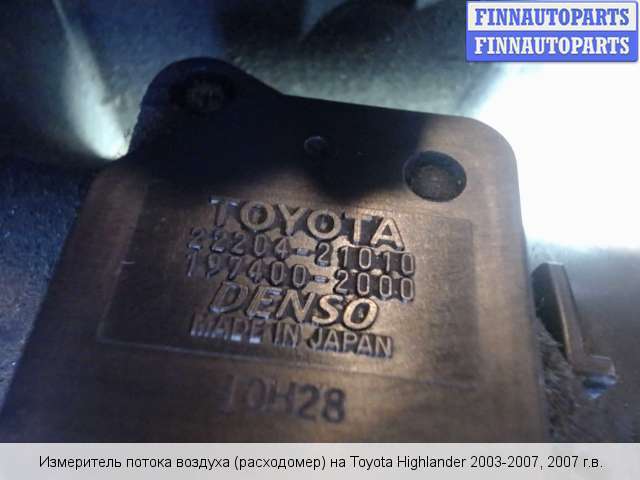 FINNAUTOPARTS
FINNAUTOPARTS
TOYOTA
22204-21010
197400-2000
DENSO
MADE IN JAPAN
10H28
Измеритель потока воздуха (расходомер) на Toyota Highlander 2003-2007, 2007 г.в.